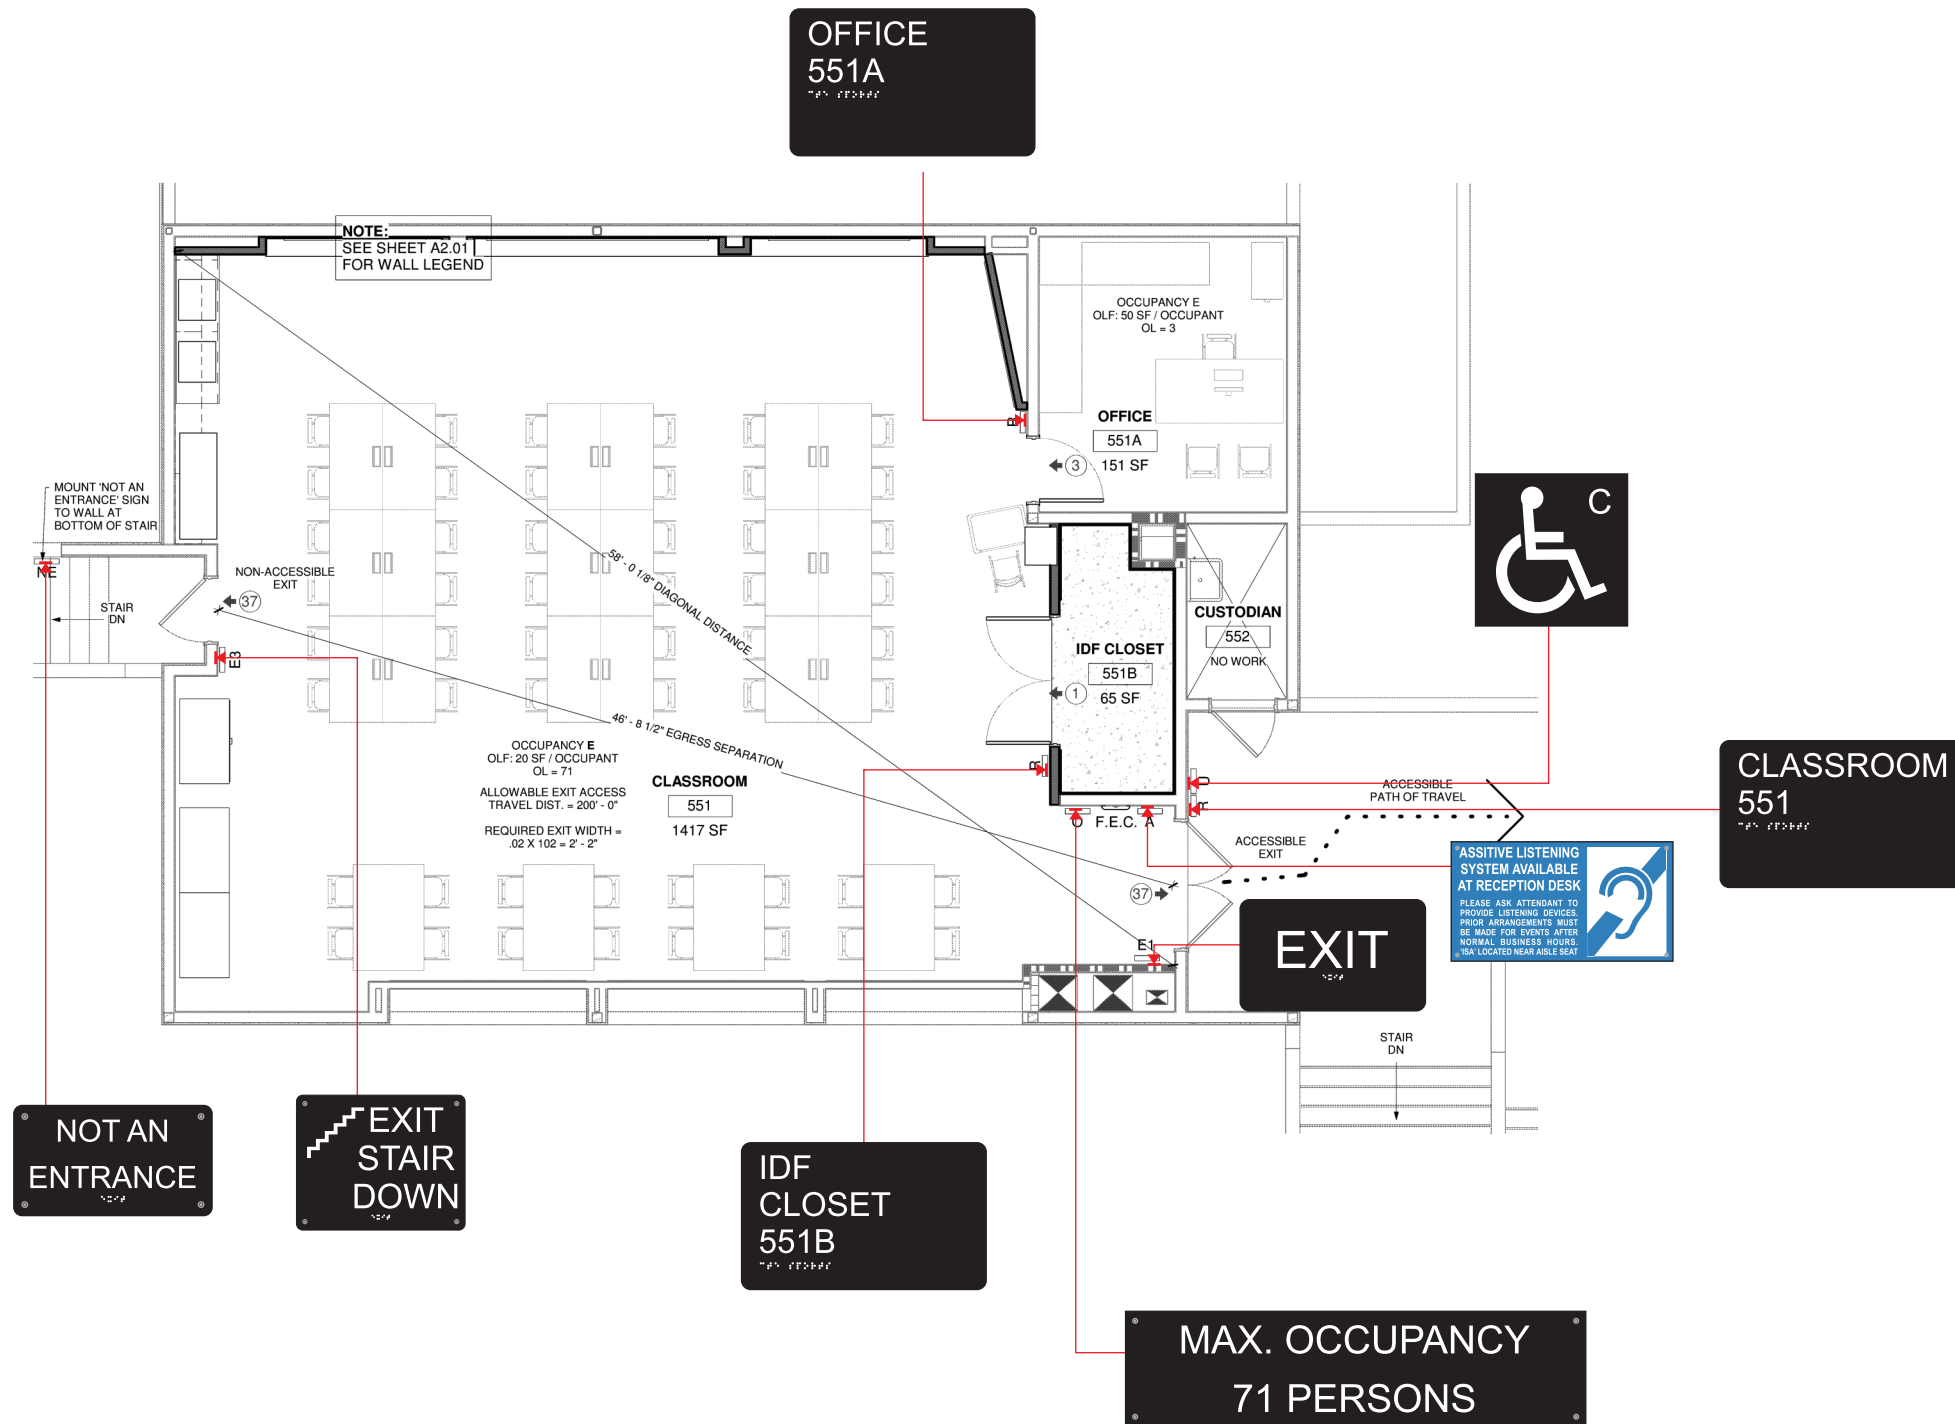 OFFICE
551A
NOTE:
SEE SHEET A2.01
FOR WALL LEGEND
OCCUPANCY E
OLF: 50 SF / OCCUPANT
OL = 3
OFFICE
551A
151 SF
3
R
C
MOUNT 'NOT AN
ENTRANCE' SIGN
TO WALL AT
BOTTOM OF STAIR
NE
NON-ACCESSIBLE
EXIT
37
STAIR
DN
E3
58' - 0 1/8" DIAGONAL DISTANCE
46' - 8 1/2" EGRESS SEPARATION
CUSTODIAN
552
NO WORK
IDF CLOSET
551B
65 SF
1
R
OCCUPANCY E
OLF: 20 SF / OCCUPANT
OL = 71
ALLOWABLE EXIT ACCESS
TRAVEL DIST. = 200' - 0"
REQUIRED EXIT WIDTH =
.02 X 102 = 2' - 2"
CLASSROOM
551
1417 SF
O F.E.C. A
R
ACCESSIBLE
PATH OF TRAVEL
ACCESSIBLE
EXIT
37
E1
CLASSROOM
551
ASSITIVE LISTENING
SYSTEM AVAILABLE
AT RECEPTION DESK
PLEASE ASK ATTENDANT TO
PROVIDE LISTENING DEVICES.
PRIOR ARRANGEMENTS MUST
BE MADE FOR EVENTS AFTER
NORMAL BUSINESS HOURS.
'ISA' LOCATED NEAR AISLE SEAT
EXIT
STAIR
DN
NOT AN
ENTRANCE
EXIT
STAIR
DOWN
IDF
CLOSET
551B
MAX. OCCUPANCY
71 PERSONS